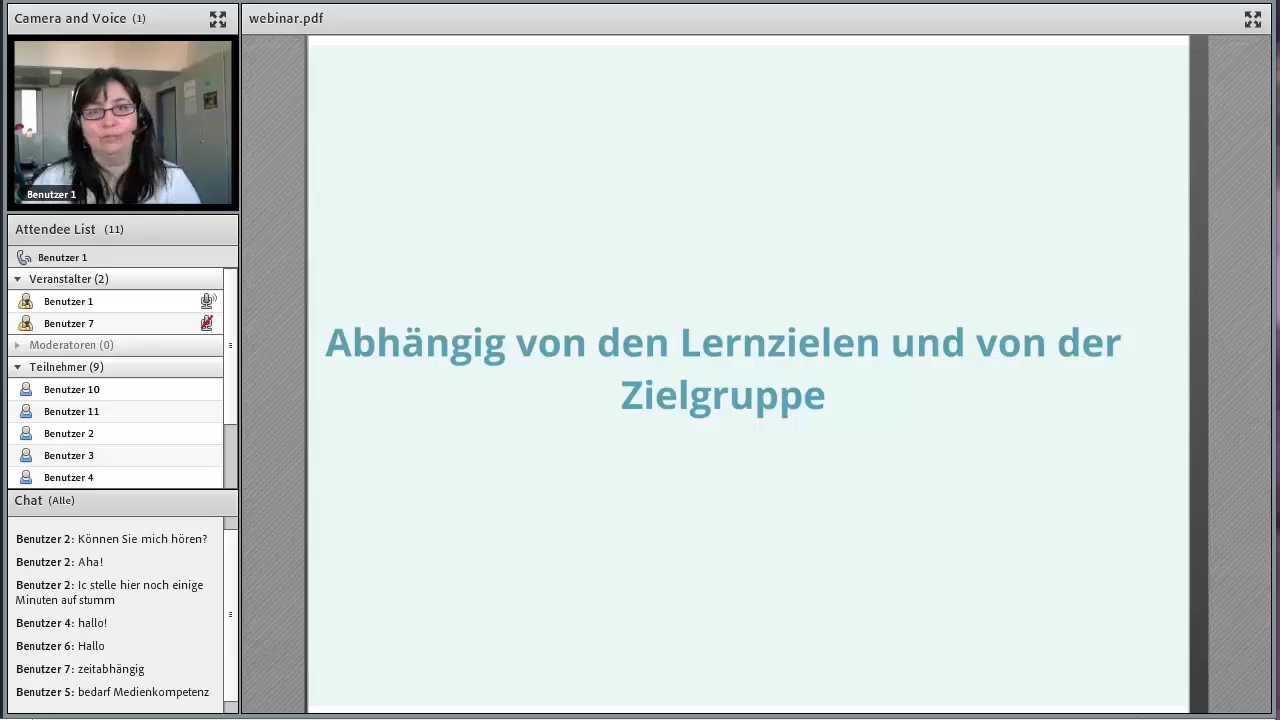 Camera and Voice (1)
Benutzer 1
Attendee List (11)
Benutzer 1
Veranstalter (2)
Benutzer 1
Benutzer 7
Moderatoren (0)
Teilnehmer (9)
Benutzer 10
Benutzer 11
Benutzer 2
Benutzer 3
Benutzer 4
Chat (Alle)
Benutzer 2: Können Sie mich hören?
Benutzer 2: Aha!
Benutzer 2: Ic stelle hier noch einige
Minuten auf stumm
Benutzer 4: hallo!
Benutzer 6: Hallo
Benutzer 7: zeitabhängig
Benutzer 5: bedarf Medienkompetenz
webinar.pdf
Abhängig von den Lernzielen und von der
Zielgruppe